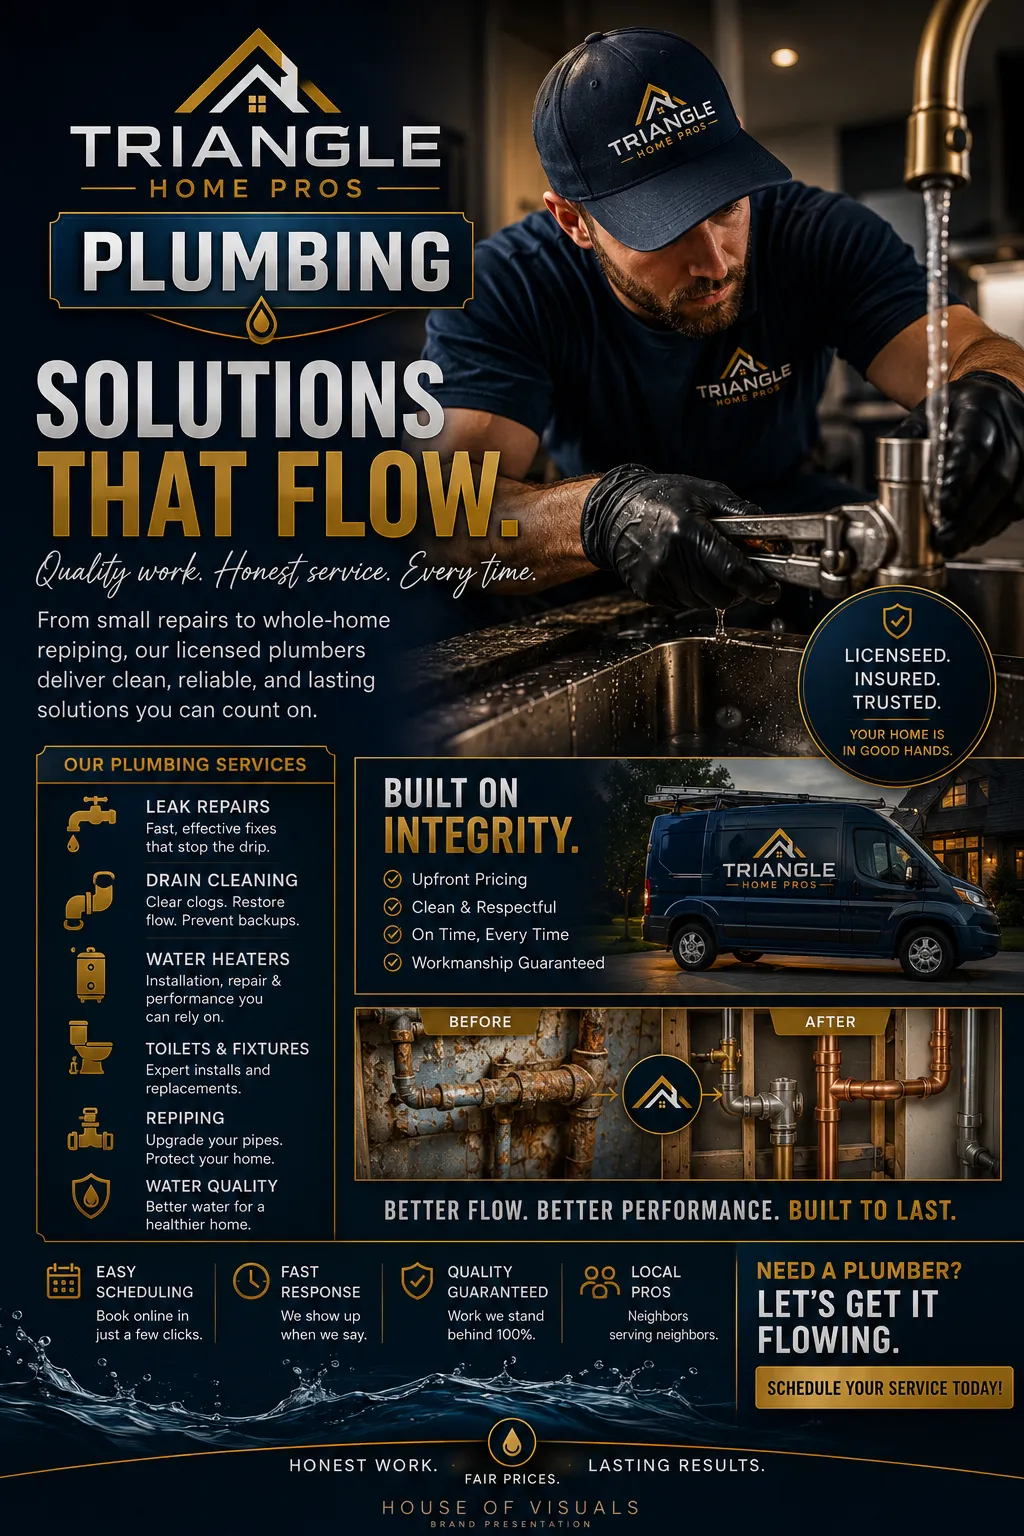 TRIANGLE
HOME PROS
PLUMBING
SOLUTIONS
THAT FLOW.
Quality work. Honest service. Every time.
From small repairs to whole-home
repiping, our licensed plumbers
deliver clean, reliable, and lasting
solutions you can count on.
TRIANGLE
HOME PROS
TRIANGLE
HOME PROS
LICENSEED.
INSURED.
TRUSTED.
YOUR HOME IS
IN GOOD HANDS.
OUR PLUMBING SERVICES
LEAK REPAIRS
Fast, effective fixes
that stop the drip.
DRAIN CLEANING
Clear clogs. Restore
flow. Prevent backups.
WATER HEATERS
Installation, repair &
performance you
can rely on.
TOILETS & FIXTURES
Expert installs and
replacements.
REPIPING
Upgrade your pipes.
Protect your home.
WATER QUALITY
Better water for a
healthier home.
BUILT ON
INTEGRITY.
Upfront Pricing
Clean & Respectful
On Time, Every Time
Workmanship Guaranteed
TRIANGLE
HOME PROS
BEFORE
AFTER
BETTER FLOW. BETTER PERFORMANCE. BUILT TO LAST.
EASY
SCHEDULING
Book online in
just a few clicks.
FAST
RESPONSE
We show up
when we say.
QUALITY
GUARANTEED
Work we stand
behind 100%.
LOCAL
PROS
Neighbors
serving neighbors.
NEED A PLUMBER?
LET'S GET IT
FLOWING.
SCHEDULE YOUR SERVICE TODAY!
HONEST WORK.
FAIR PRICES.
LASTING RESULTS.
HOUSE OF VISUALS
BRAND PRESENTATION